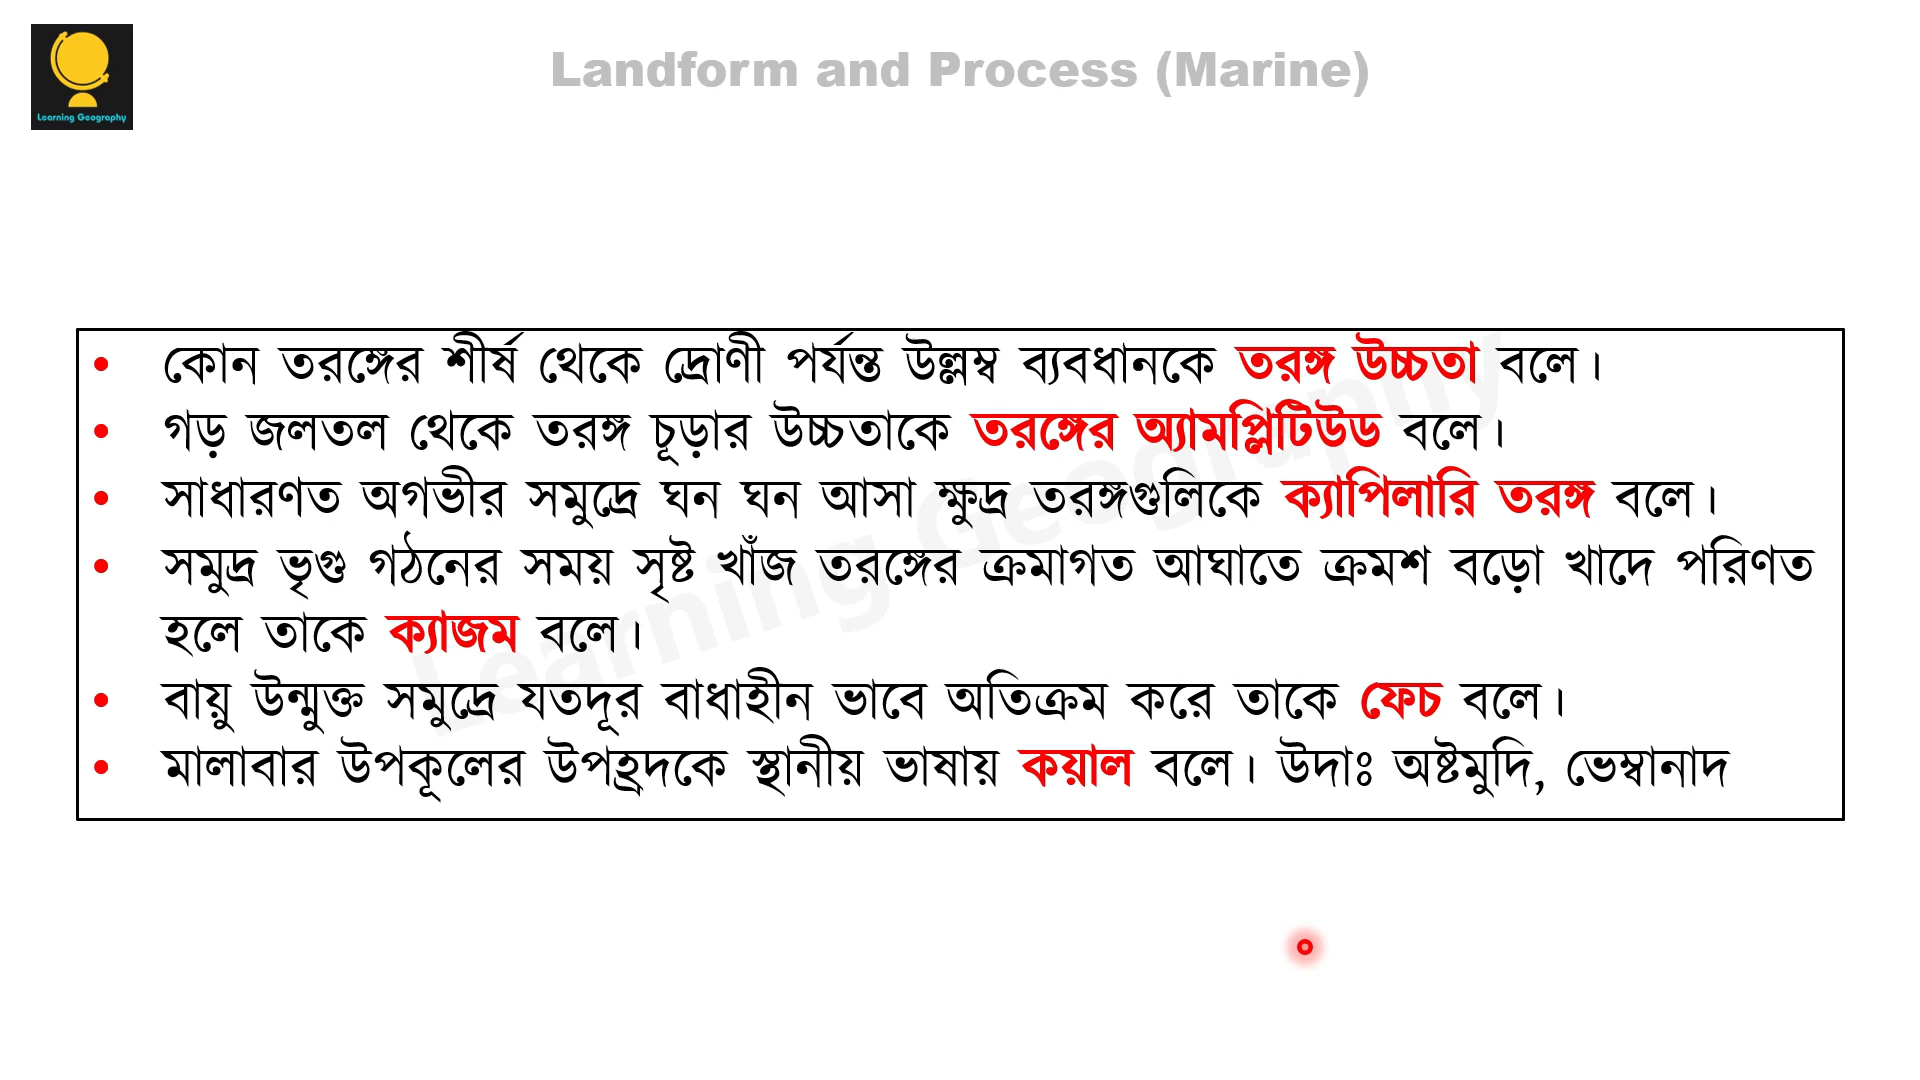 Learning Geography
Landform and Process (Marine)
• কোন তরঙ্গের শীর্ষ থেকে দ্রোণী পর্যন্ত উল্লম্ব ব্যবধানকে তরঙ্গ উচ্চতা বলে।
• গড় জলতল থেকে তরঙ্গ চূড়ার উচ্চতাকে তরঙ্গের অ্যামপ্লিটিউড বলে।
• সাধারণত অগভীর সমুদ্রে ঘন ঘন আসা ক্ষুদ্র তরঙ্গগুলিকে ক্যাপিলারি তরঙ্গ বলে।
• সমুদ্র ভৃগু গঠনের সময় সৃষ্ট খাঁজ তরঙ্গের ক্রমাগত আঘাতে ক্রমশ বড়ো খাদে পরিণত
হলে তাকে ক্যাজম বলে।
• বায়ু উন্মুক্ত সমুদ্রে যতদূর বাধাহীন ভাবে অতিক্রম করে তাকে ফেচ বলে।
• মালাবার উপকূলের উপহ্রদকে স্থানীয় ভাষায় কয়াল বলে। উদাঃ অষ্টমুদি, ভেম্বানাদ
Learning Geography